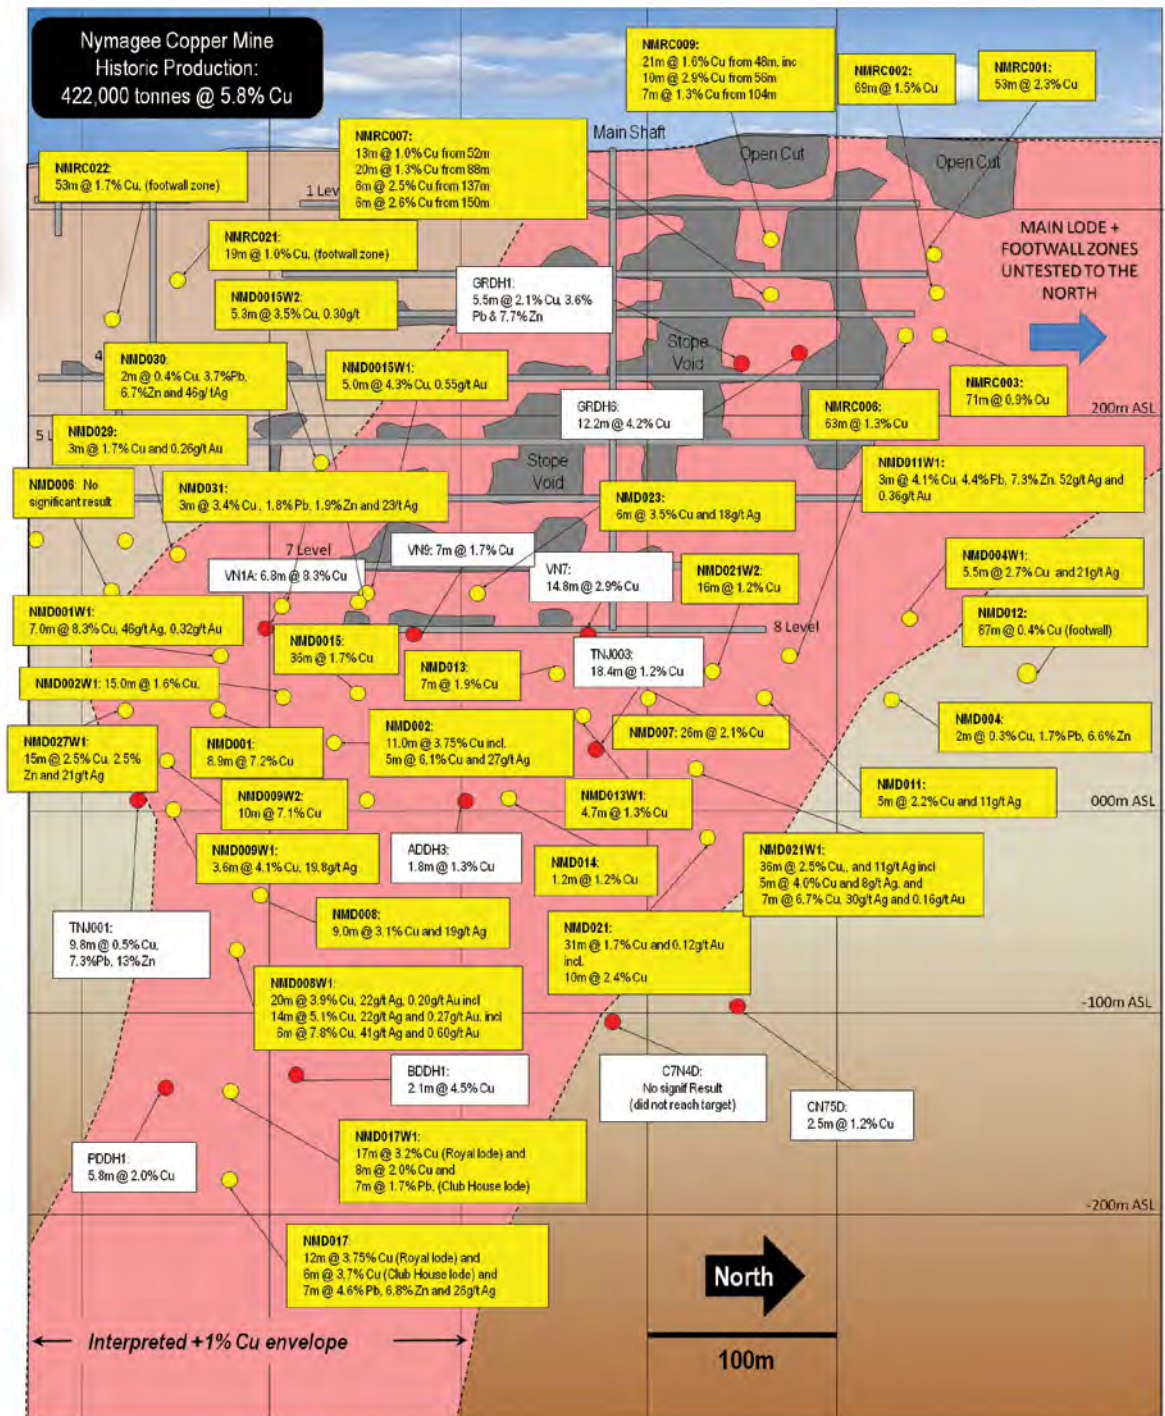 Nymagee Copper Mine
Historic Production:
422,000 tonnes @ 5.8% Cu
NMRC009:
21m @ 1.6% Cu from 48m, inc
10m @ 2.9% Cu from 56m
7m @ 1.3% Cu from 104m
NMRC002:
69m @ 1.5% Cu
NMRC001:
53m @ 2.3% Cu
NMRC007:
13m @ 1.0% Cu from 52m
20m @ 1.3% Cu from 88m
6m @ 2.5% Cu from 137m
6m @ 2.6% Cu from 150m
Main Shaft
Open Cut
Open Cut
NMRC022:
53m @ 1.7% Cu, (footwall zone)
1 Leve
NMRC021:
19m @ 1.0% Cu, (footwall zone)
MAIN LODE +
FOOTWALL ZONES
UNTESTED TO THE
NORTH
GRDH1:
5.5m @ 2.1% Cu, 3.6%
Pb & 7.7% Zn
NMD0015W2:
5.3m @ 3.5% Cu, 0.30g/t
Stope
Void
4
NMD030:
2m @ 0.4% Cu, 3.7%Pb,
6.7%Zn and 46g/1Ag
NMD0015W1:
5.0m @ 4.3% Cu, 0.55g/t Au
NMRC003:
71m @ 0.9% Cu
GRDH6:
12.2m @ 4.2% Cu
NMRC006:
63m @ 1.3% Cu
200m ASL
5 L
NMD029:
3m @ 1.7% Cu and 0.26g/t Au
Stope
Void
NMD011W1:
3m @ 4.1% Cu, 4.4% Pb, 7.3% Zn, 52g/t Ag and
0.36g/t Au
NMD006: No
significant result
NMD031:
3m @ 3.4% Cu , 1.8% Pb, 1.9% Zn and 23/t Ag
NMD023:
6m @ 3.5% Cu and 18g/t Ag
7 Level
VN9: 7m @ 1.7% Cu
VN1A: 6.8m @ 8.3% Cu
VN7:
14.8m @ 2.9% Cu
NMD021W2:
16m @ 1.2% Cu
NMD004W1:
5.5m @ 2.7% Cu and 21g/t Ag
NMD001W1:
7.0m @ 8.3% Cu, 46g/t Ag, 0.32g/t Au
NMD012:
87m @ 0.4% Cu (footwall)
8 Level
NMD0015:
36m @ 1.7% Cu
TNJ003:
18.4m @ 1.2% Cu
NMD013:
7m @ 1.9% Cu
NMD002W1: 15.0m @ 1.6% Cu,
NMD004:
2m @ 0.3% Cu, 1.7% Pb, 6.6% Zn
NMD027W1:
15m @ 2.5% Cu, 2.5%
Zn and 21g/t Ag
NMD001:
8.9m @ 7.2% Cu
NMD002:
11.0m @ 3.75% Cu incl.
5m @ 6.1% Cu and 27g/t Ag
NMD007: 26m @ 2.1% Cu
NMD011:
5m @ 2.2% Cu and 11g/t Ag
NMD009W2:
10m @ 7.1% Cu
NMD013W1:
4.7m @ 1.3% Cu
000m ASL
NMD009W1:
3.6m @ 4.1% Cu, 19.8g/t Ag
ADDH3:
1.8m @ 1.3% Cu
NMD014:
1.2m @ 1.2% Cu
NMD021W1:
36m @ 2.5% Cu,, and 11g/t Ag incl
5m @ 4.0% Cu and 8g/t Ag, and
7m @ 6.7% Cu, 30g/t Ag and 0.16g/t Au
NMD008:
9.0m @ 3.1% Cu and 19g/t Ag
TNJ001:
9.8m @ 0.5% Cu,
7.3%Pb, 13% Zn
NMD021:
31m @ 1.7% Cu and 0.12g/t Au
incl.
10m @ 2.4% Cu
NMD008W1:
20m @ 3.9% Cu, 22g/t Ag, 0.20g/t Au incl
14m @ 5.1% Cu, 22g/t Ag and 0.27g/t Au, incl
6m @ 7.8% Cu, 41g/t Ag and 0.60g/t Au
-100m ASL
BDDH1:
2.1m @ 4.5% Cu
C7N4D:
No signif Result
(did not reach target)
CN75D:
2.5m @ 1.2% Cu
NMD017W1:
17m @ 3.2% Cu (Royal lode) and
8m @ 2.0% Cu and
7m @ 1.7% Pb, (Club House lode)
PDDH1:
5.8m @ 2.0% Cu
-200m ASL
NMD017:
12m @ 3.75% Cu (Royal lode) and
6m @ 3.7% Cu (Club House lode) and
7m @ 4.6% Pb, 6.8% Zn and 26g/t Ag
North
Interpreted +1% Cu envelope
100m